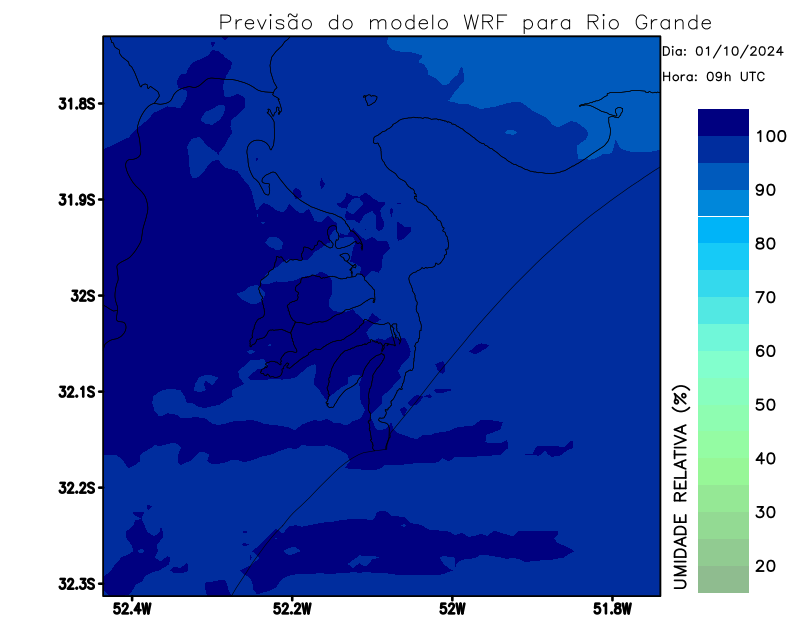 Previsão do modelo WRF para Rio Grande
Dia: 01/10/2024
Hora: 09h UTC
31.8S
31.9S
32S
32.1S
32.2S
32.3S
52.4W
52.2W
52W
51.8W
100
90
80
70
60
50
40
30
20
UMIDADE RELATIVA (%)